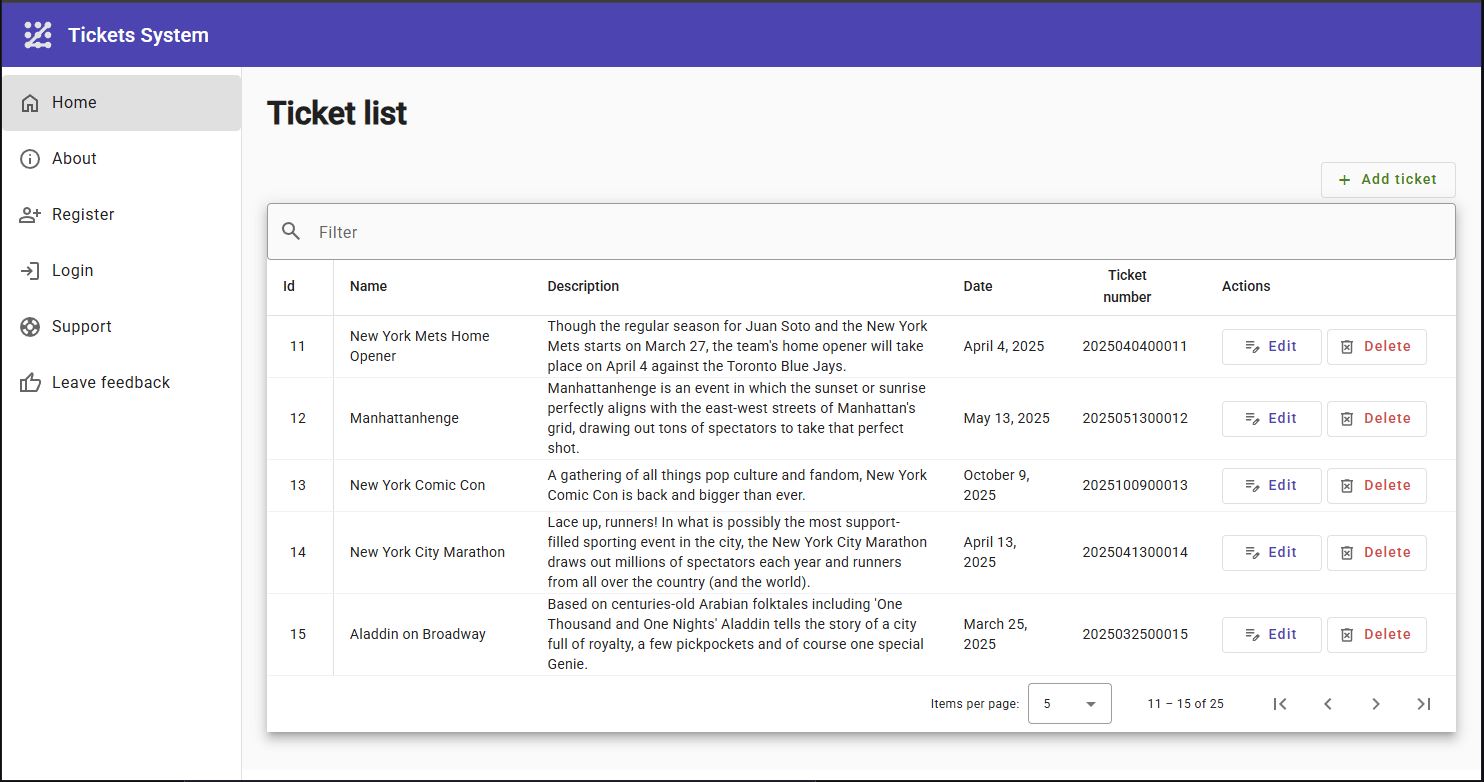 Tickets System
Home
About
Register
Login
Support
Leave feedback
Ticket list
+ Add ticket
Filter
Id Name Description Date Ticket number Actions
11 New York Mets Home Opener Though the regular season for Juan Soto and the New York
Mets starts on March 27, the team's home opener will take
place on April 4 against the Toronto Blue Jays. April 4, 2025 2025040400011 Edit Delete
12 Manhattanhenge Manhattanhenge is an event in which the sunset or sunrise
perfectly aligns with the east-west streets of Manhattan's
grid, drawing out tons of spectators to take that perfect
shot. May 13, 2025 2025051300012 Edit Delete
13 New York Comic Con A gathering of all things pop culture and fandom, New York
Comic Con is back and bigger than ever. October 9, 2025 2025100900013 Edit Delete
14 New York City Marathon Lace up, runners! In what is possibly the most support-
filled sporting event in the city, the New York City Marathon
draws out millions of spectators each year and runners
from all over the country (and the world). April 13, 2025 2025041300014 Edit Delete
15 Aladdin on Broadway Based on centuries-old Arabian folktales including 'One
Thousand and One Nights' Aladdin tells the story of a city
full of royalty, a few pickpockets and of course one special
Genie. March 25, 2025 2025032500015 Edit Delete
Items per page: 5 11 – 15 of 25